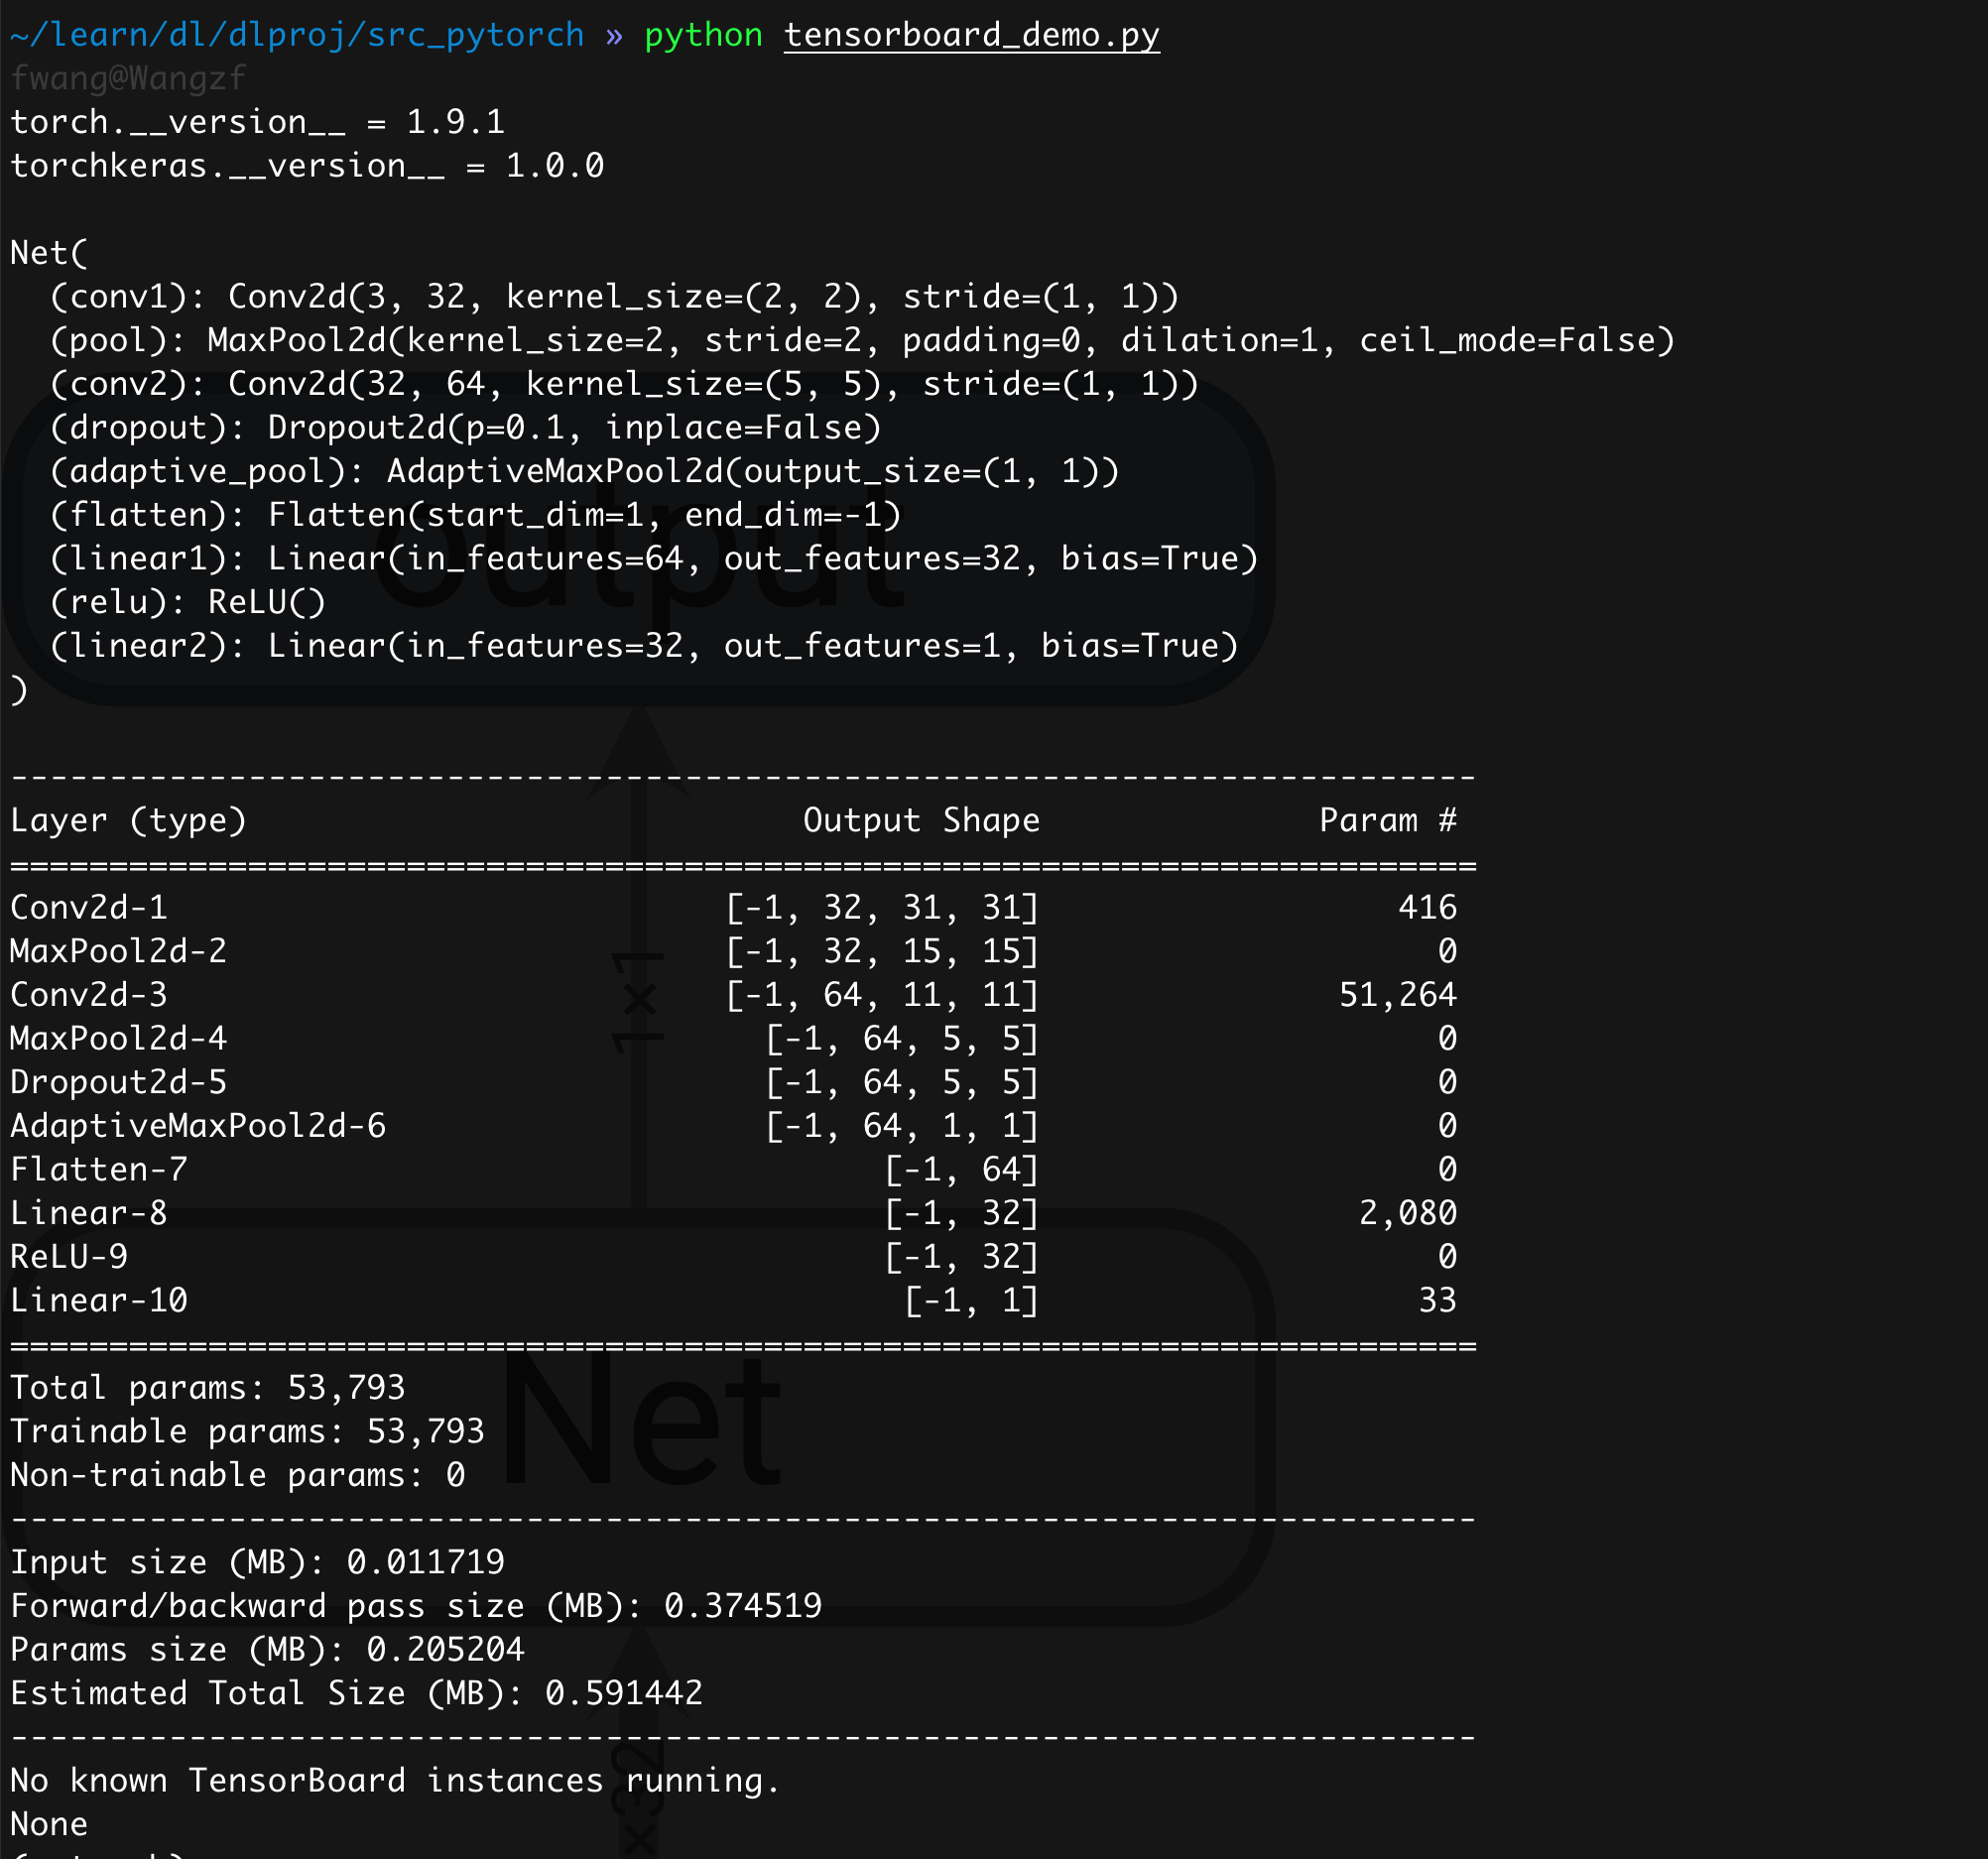 ~/learn/dl/dlproj/src_pytorch » python tensorboard_demo.py
fwang@Wangzf
torch.__version__ = 1.9.1
torchkeras.__version__ = 1.0.0
Net(
  (conv1): Conv2d(3, 32, kernel_size=(2, 2), stride=(1, 1))
  (pool): MaxPool2d(kernel_size=2, stride=2, padding=0, dilation=1, ceil_mode=False)
  (conv2): Conv2d(32, 64, kernel_size=(5, 5), stride=(1, 1))
  (dropout): Dropout2d(p=0.1, inplace=False)
  (adaptive_pool): AdaptiveMaxPool2d(output_size=(1, 1))
  (flatten): Flatten(start_dim=1, end_dim=-1)
  (linear1): Linear(in_features=64, out_features=32, bias=True)
  (relu): ReLU()
  (linear2): Linear(in_features=32, out_features=1, bias=True)
)
output
--------------------------------------------------------------------------
Layer (type) Output Shape Param #
==========================================================================
Conv2d-1 [-1, 32, 31, 31] 416
MaxPool2d-2 [-1, 32, 15, 15] 0
Conv2d-3 [-1, 64, 11, 11] 51,264
MaxPool2d-4 [-1, 64, 5, 5] 0
Dropout2d-5 [-1, 64, 5, 5] 0
AdaptiveMaxPool2d-6 [-1, 64, 1, 1] 0
Flatten-7 [-1, 64] 0
Linear-8 [-1, 32] 2,080
ReLU-9 [-1, 32] 0
Linear-10 [-1, 1] 33
==========================================================================
1×1
Total params: 53,793
Trainable params: 53,793
Non-trainable params: 0
Net
--------------------------------------------------------------------------
Input size (MB): 0.011719
Forward/backward pass size (MB): 0.374519
Params size (MB): 0.205204
Estimated Total Size (MB): 0.591442
--------------------------------------------------------------------------
No known TensorBoard instances running.
None
×32